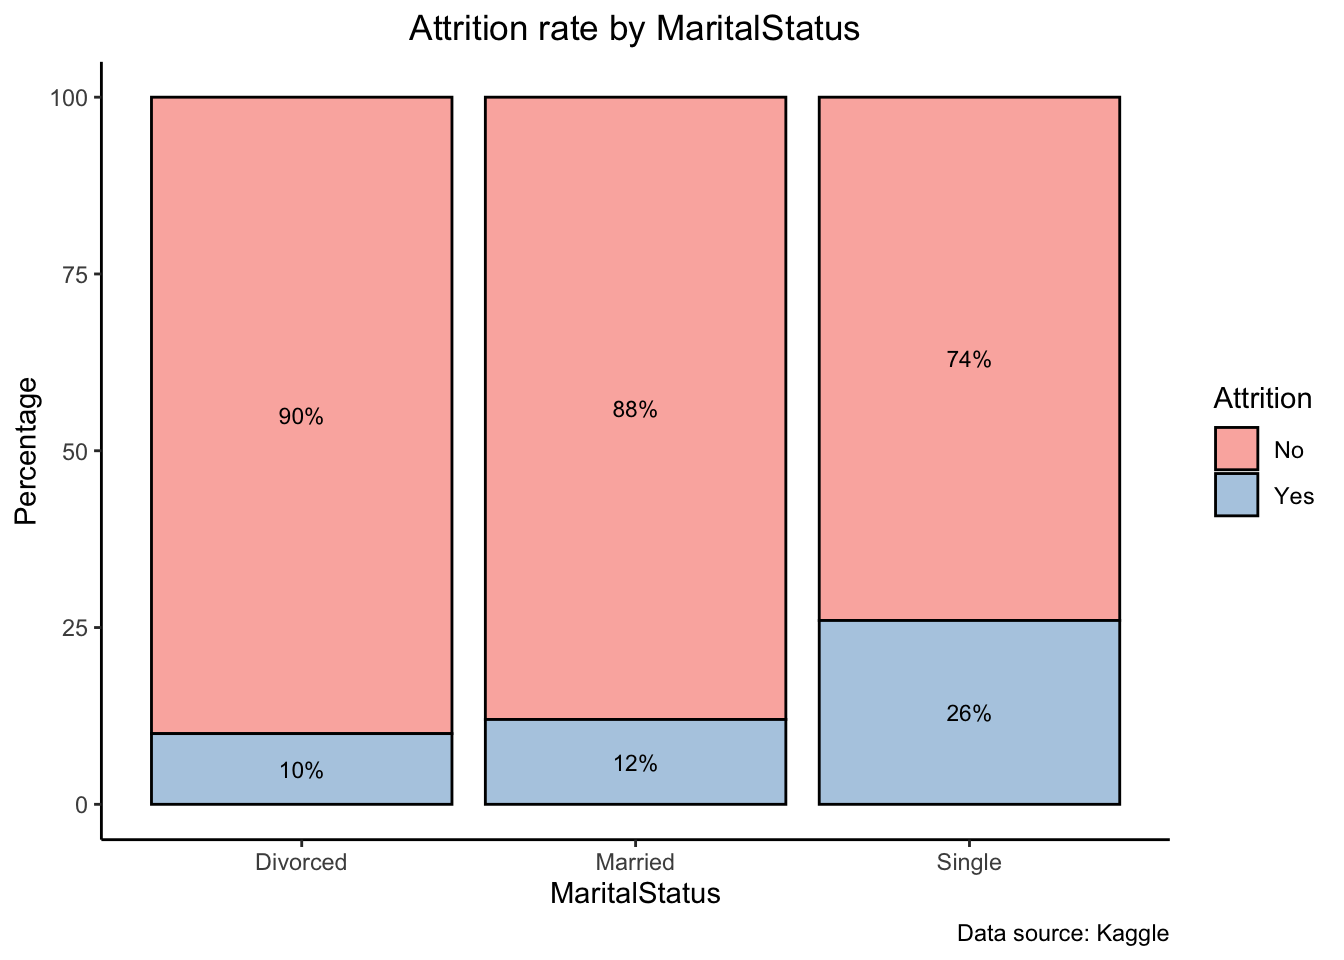 Attrition rate by MaritalStatus
Percentage
100
75
50
25
0
90%
88%
74%
10%
12%
26%
Divorced
Married
Single
MaritalStatus
Attrition
No
Yes
Data source: Kaggle